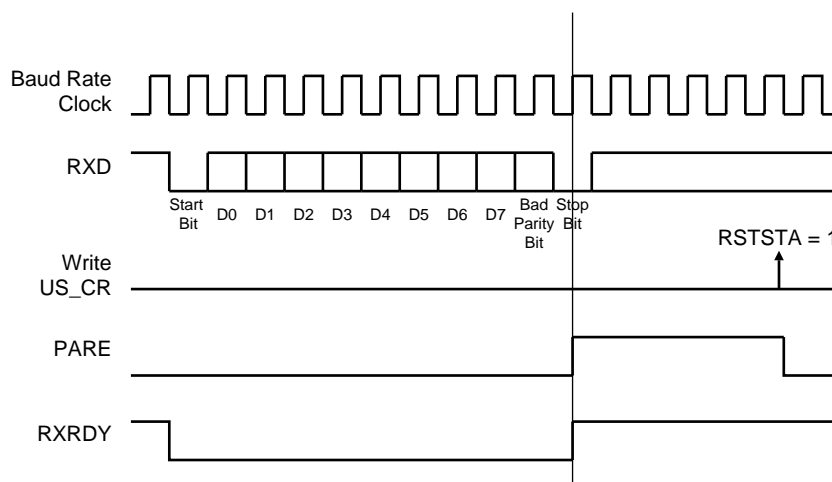 Baud Rate
Clock
RXD
Start
Bit
D0
D1
D2
D3
D4
D5
D6
D7
Bad
Parity
Bit
Stop
Bit
RSTSTA = 1
Write
US_CR
PARE
RXRDY